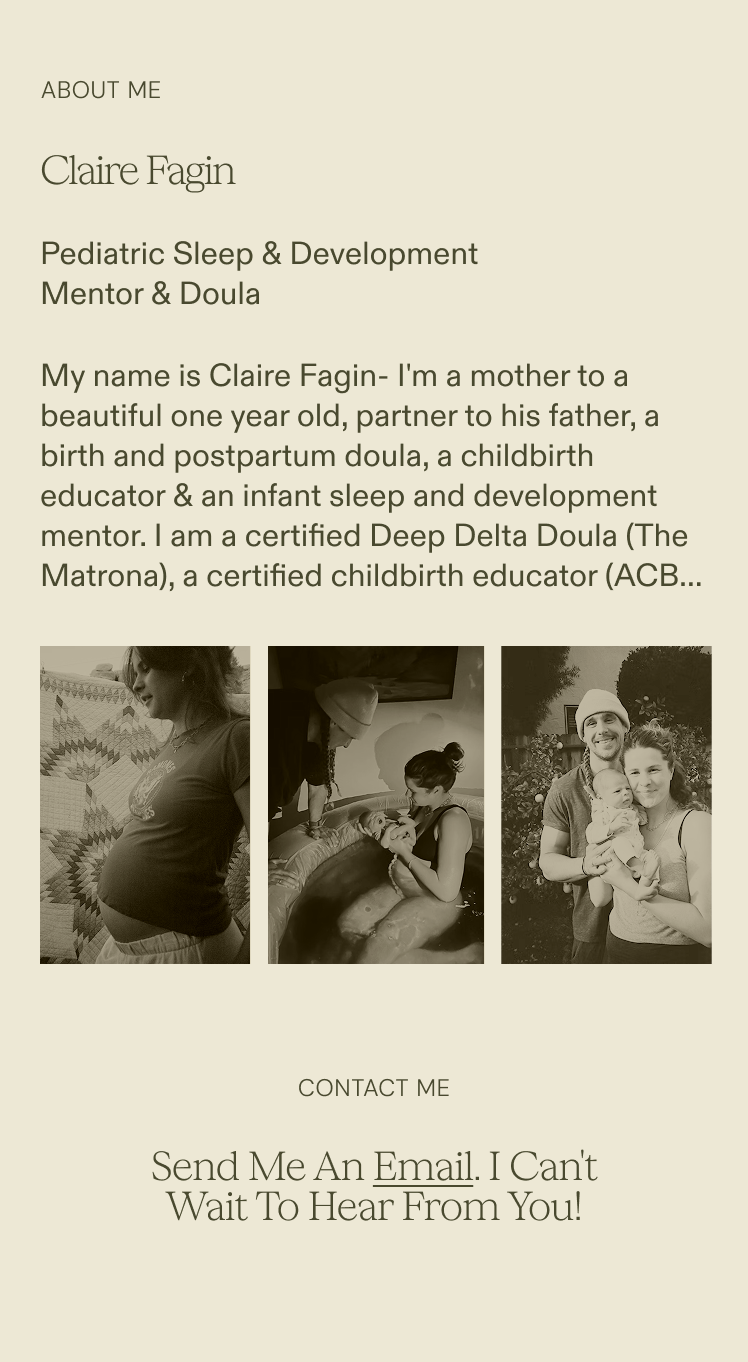 ABOUT ME
Claire Fagin
Pediatric Sleep & Development
Mentor & Doula
My name is Claire Fagin- I'm a mother to a
beautiful one year old, partner to his father, a
birth and postpartum doula, a childbirth
educator & an infant sleep and development
mentor. I am a certified Deep Delta Doula (The
Matrona), a certified childbirth educator (ACB...
CONTACT ME
Send Me An Email. I Can't
Wait To Hear From You!